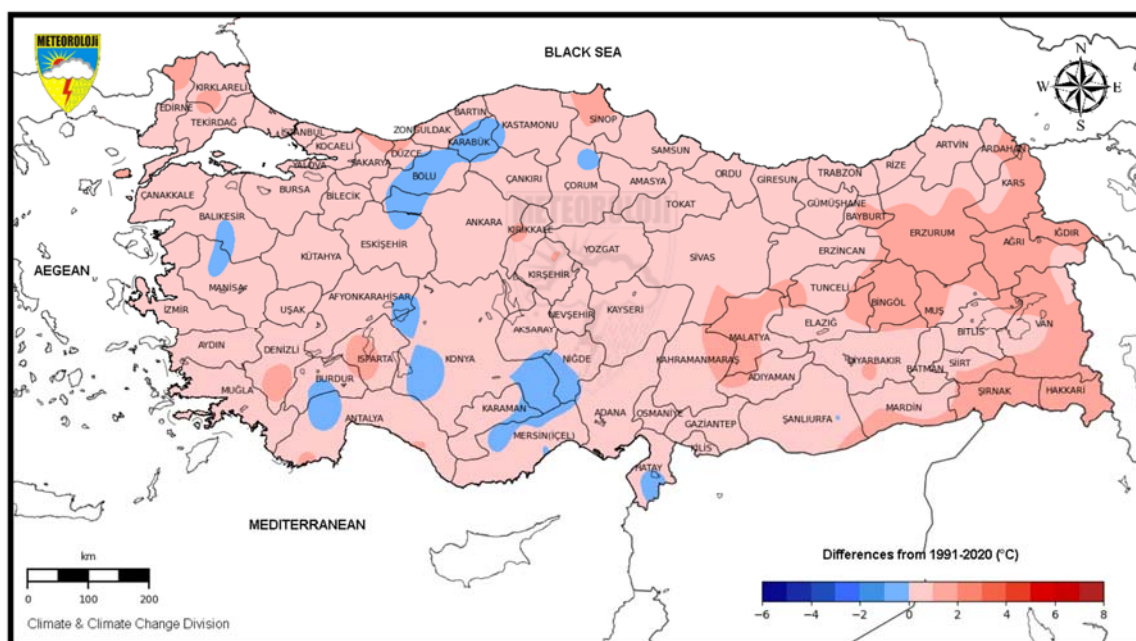 METEOROLOJİ
BLACK SEA
N
W E
S
KIRKLARELİ
EDİRNE
TEKİRDAĞ
İSTANBUL
KOCAELİ
YALOVA
SAKARYA
DÜZCE
ZONGULDAK
BARTIN
KARABÜK
KASTAMONU
SİNOP
SAMSUN
BOLU
ÇANKIRI
ÇORUM
AMASYA
TOKAT
ORDU
GİRESUN
TRABZON
GÜMÜŞHANE
BAYBURT
RİZE
ARTVİN
ARDAHAN
KARS
ÇANAKKALE
BURSA
BİLECİK
BALIKESİR
ESKİŞEHİR
ANKARA
METEOROLOJİ
KIRIKKALE
YOZGAT
SİVAS
ERZİNCAN
ERZURUM
AĞRI
IĞDIR
AEGEAN
KÜTAHYA
MANİSA
İZMİR
UŞAK
AFYONKARAHİSAR
KIRŞEHİR
NEVŞEHİR
KAYSERİ
AKSARAY
TUNCELİ
BİNGÖL
MUŞ
ELAZIĞ
MALATYA
BİTLİS
VAN
AYDIN
DENİZLİ
ISPARTA
KONYA
NİĞDE
KAHRAMANMARAŞ
ADIYAMAN
DİYARBAKIR
BATMAN
SİİRT
MUĞLA
BURDUR
ANTALYA
KARAMAN
MERSİN(İÇEL)
ADANA
OSMANİYE
GAZİANTEP
KİLİS
ŞANLIURFA
MARDİN
ŞIRNAK
HAKKARİ
HATAY
MEDITERRANEAN
km
0 100 200
Climate & Climate Change Division
Differences from 1991-2020 (°C)
−6 −4 −2 0 2 4 6 8